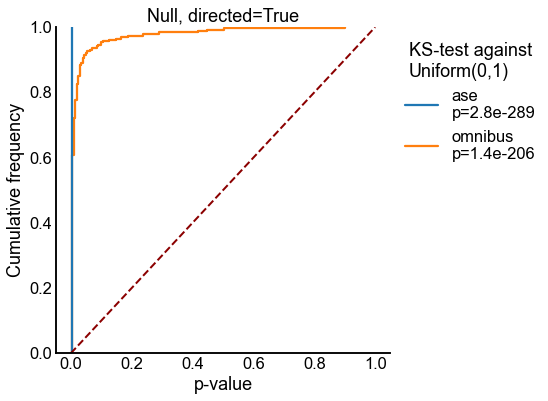 Null, directed=True
Cumulative frequency
1.0
0.8
0.6
0.4
0.2
0.0
0.0 0.2 0.4 0.6 0.8 1.0
p-value
KS-test against
Uniform(0,1)
ase
p=2.8e-289
omnibus
p=1.4e-206